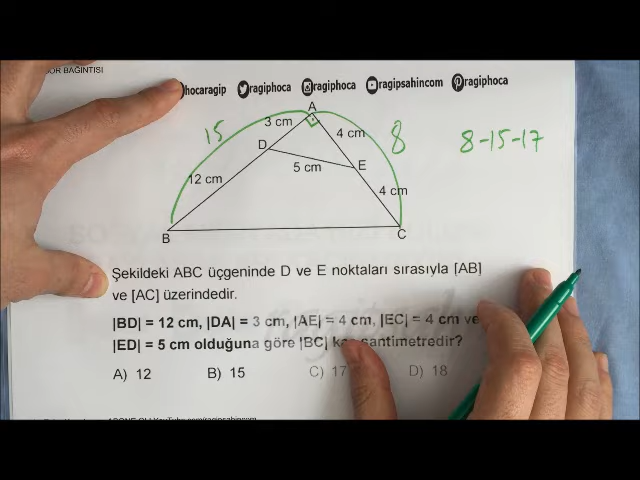 BAĞINTISI
hocaragip ragiphoca ragiphoca ragipsahincom ragiphoca
A
15 3 cm 4 cm 8 8-15-17
D
5 cm E
12 cm 4 cm
B C
Şekildeki ABC üçgeninde D ve E noktaları sırasıyla [AB]
ve [AC] üzerindedir.
|BD| = 12 cm, |DA| = 3 cm, |AE| = 4 cm, |EC| = 4 cm ve
|ED| = 5 cm olduğuna göre |BC| santimetredir?
A) 12 B) 15 C) 17 D) 18